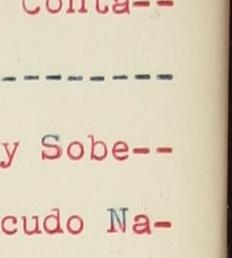 Conta--
---------
y Sobe--
cudo Na-